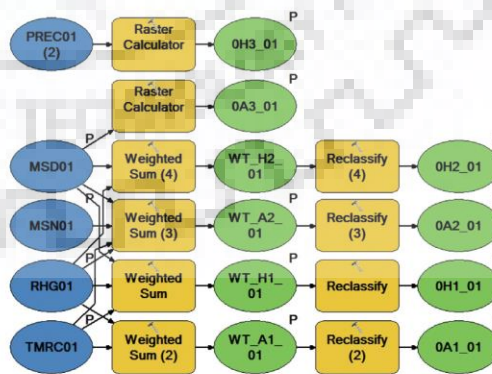 PREC01
(2)
Raster
Calculator
0H3_01
P
Raster
Calculator
0A3_01
P
P
MSD01
Weighted
Sum (4)
WT_H2_
01
Reclassify
(4)
0H2_01
P
MSN01
Weighted
Sum (3)
WT_A2_
01
P
Reclassify
(3)
0A2_01
P
RHG01
P
Weighted
Sum
WT_H1_
01
P
Reclassify
0H1_01
P
TMRC01
P
Weighted
Sum (2)
WT_A1_
01
P
Reclassify
(2)
0A1_01
P